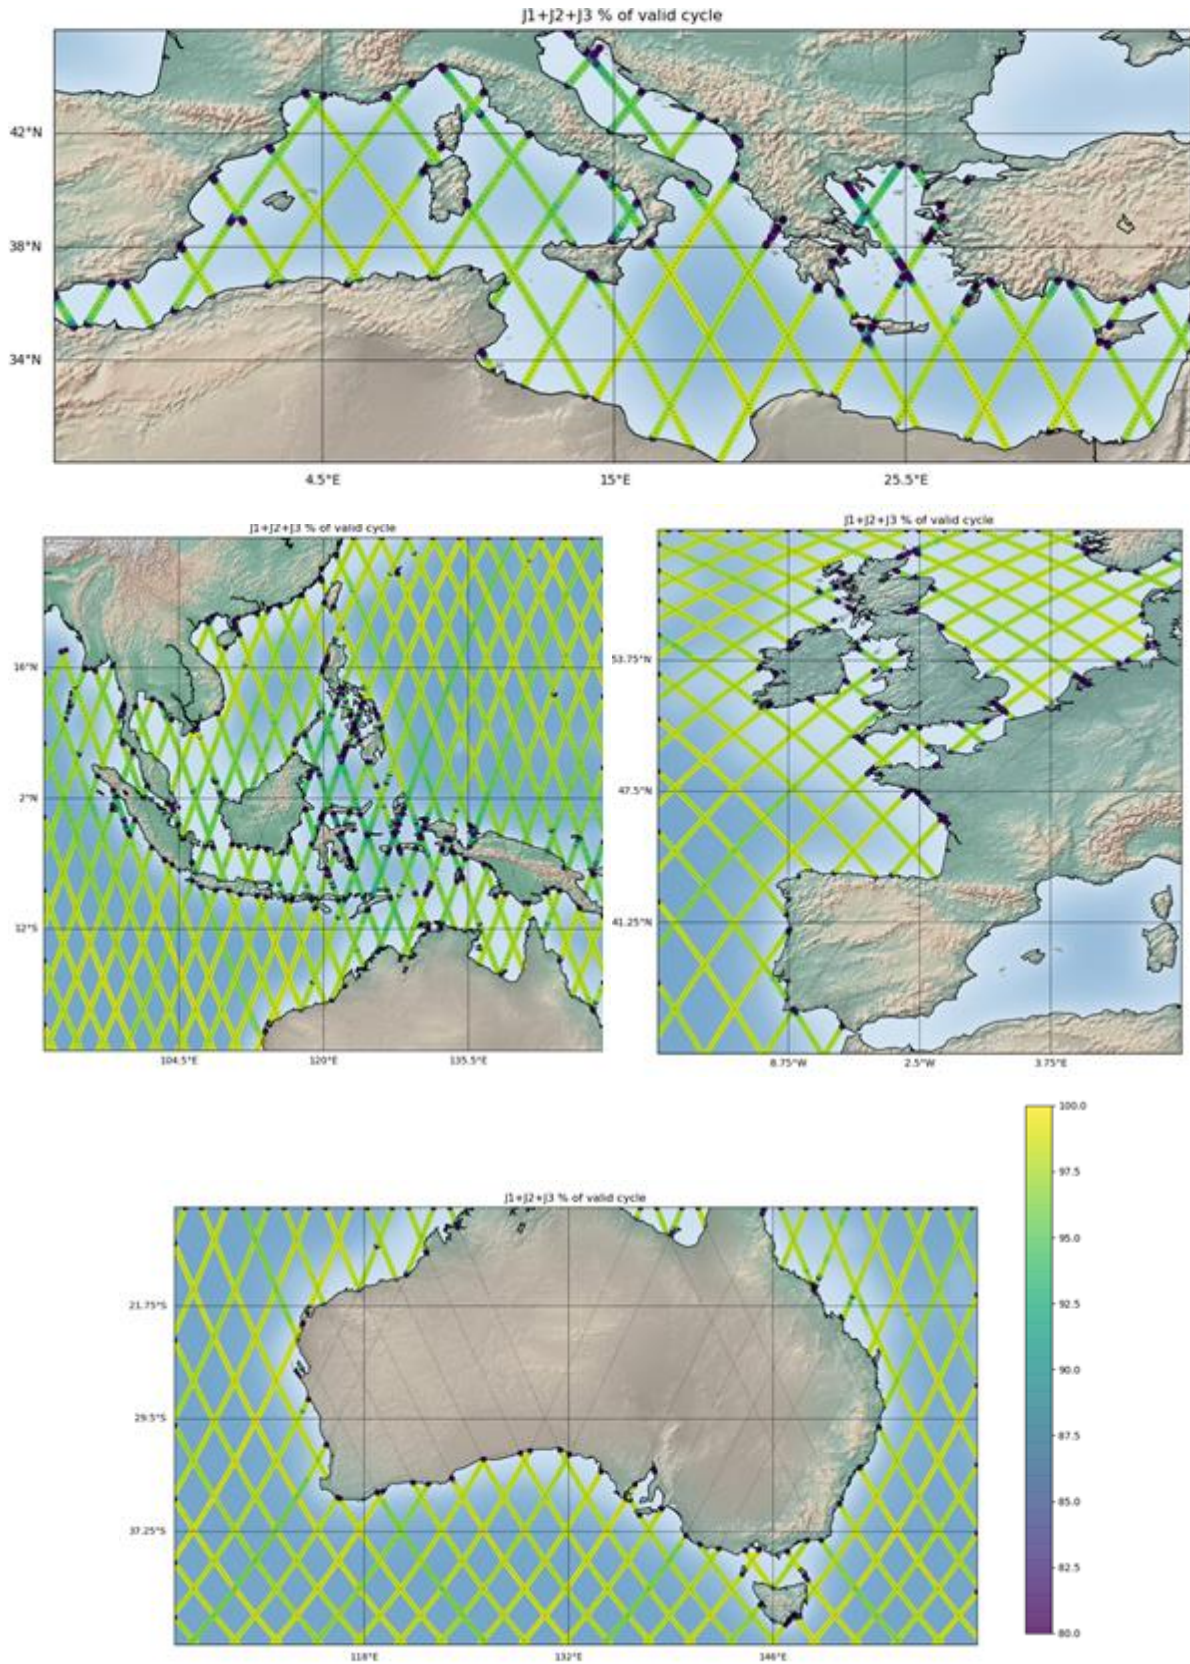 J1+J2+J3 % of valid cycle
42°N
38°N
34°N
4.5°E 15°E 25.5°E
J1+J2+J3 % of valid cycle
16°N
2°N
12°S
104.5°E 120°E 135.5°E
J1+J2+J3 % of valid cycle
53.75°N
47.5°N
41.25°N
8.75°W 2.5°W 3.75°E
J1+J2+J3 % of valid cycle
21.75°S
29.5°S
37.25°S
118°E 132°E 146°E
100.0
97.5
95.0
92.5
90.0
87.5
85.0
82.5
80.0